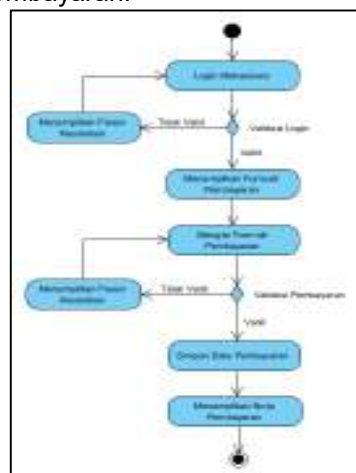 Login Mahasiswa
Tidak Valid
Validasi Login
Menampilkan Pesan
Kesalahan
Valid
Menampilkan Formulir
Pembayaran
Mengisi Formulir
Pembayaran
Tidak Valid
Validasi Pembayaran
Menampilkan Pesan
Kesalahan
Valid
Simpan Data Pembayaran
Menampilkan
Pembayaran